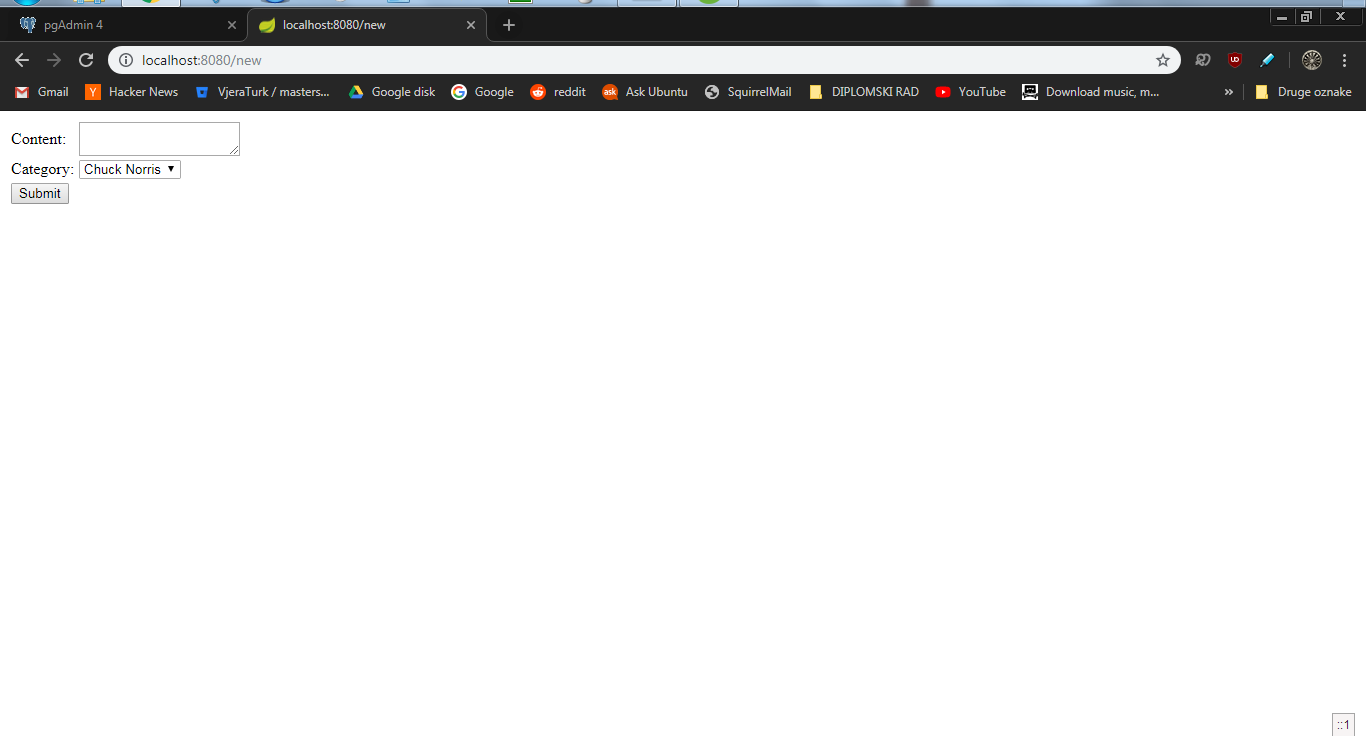 pgAdmin 4
localhost:8080/new
localhost:8080/new
Gmail Hacker News VjeraTurk / masters... Google disk Google reddit Ask Ubuntu SquirrelMail DIPLOMSKI RAD YouTube Download music, m... » Druge oznake
Content:
Category: Chuck Norris
Submit
::1